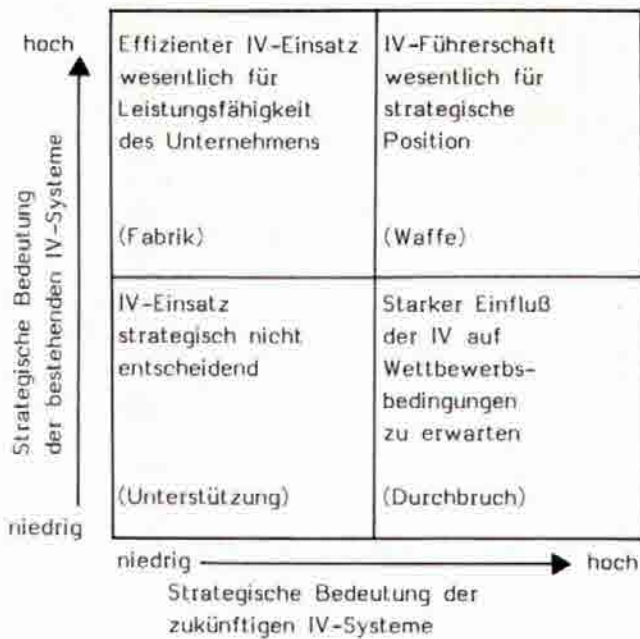 hoch
Strategische Bedeutung
der bestehenden IV-Systeme
niedrig
Effizienter IV-Einsatz
wesentlich für
Leistungsfähigkeit
des Unternehmens
(Fabrik)
IV-Führerschaft
wesentlich für
strategische
Position
(Waffe)
IV-Einsatz
strategisch nicht
entscheidend
(Unterstützung)
Starker Einfluß
der IV auf
Wettbewerbs-
bedingungen
zu erwarten
(Durchbruch)
niedrig
hoch
Strategische Bedeutung der
zukünftigen IV-Systeme